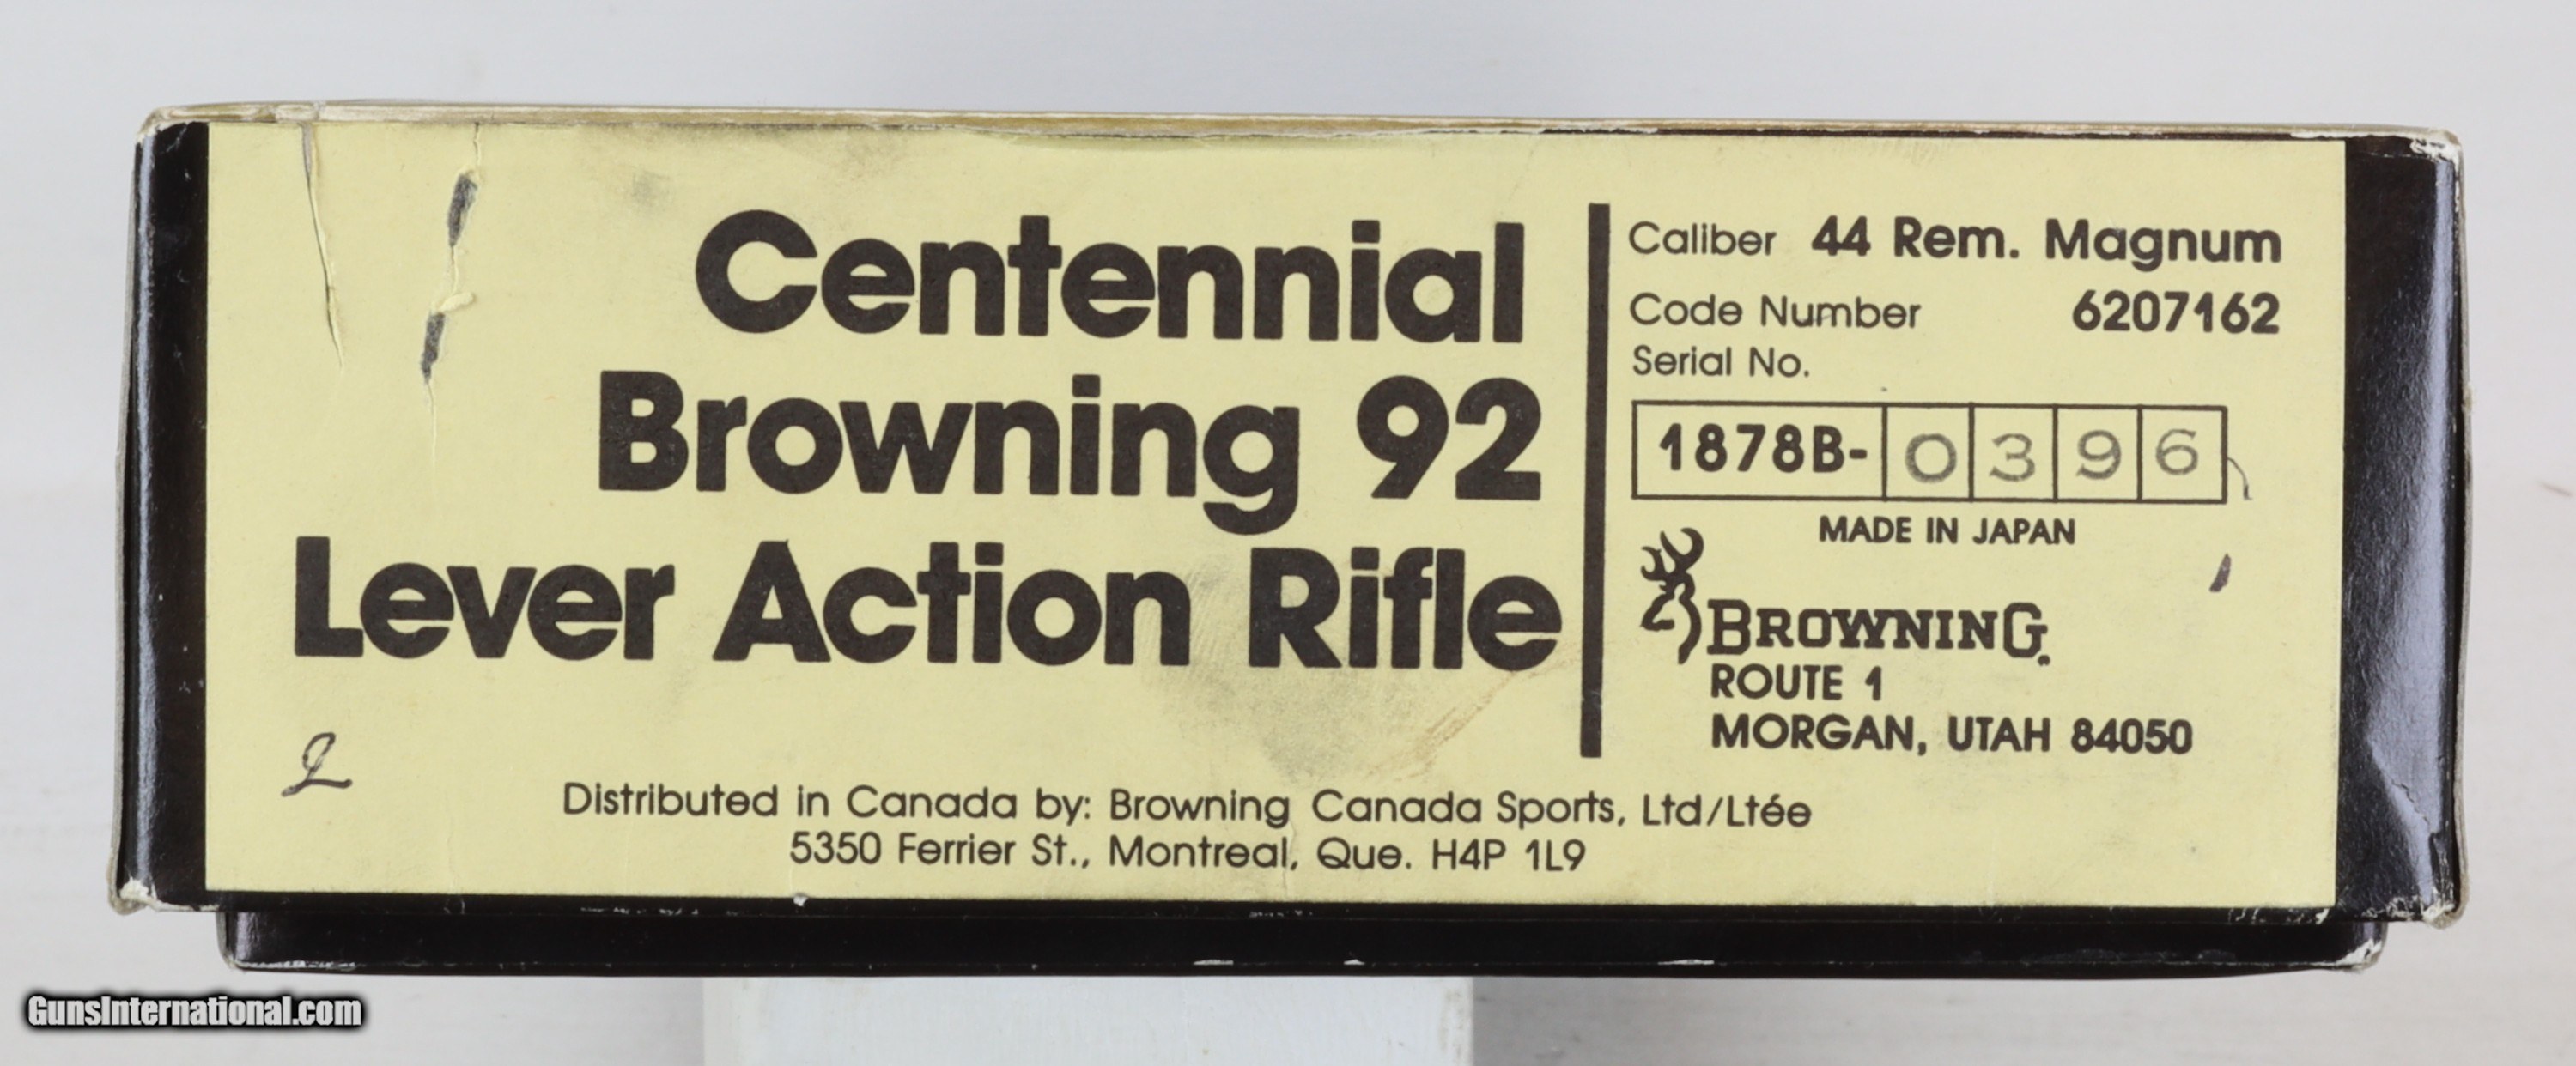 Centennial
Browning 92
Lever Action Rifle
Caliber 44 Rem. Magnum
Code Number 6207162
Serial No.
1878B-0396
MADE IN JAPAN
BROWNING
ROUTE 1
MORGAN, UTAH 84050
2
Distributed in Canada by: Browning Canada Sports, Ltd/Ltée
5350 Ferrier St., Montreal, Que. H4P 1L9
GunsInternational.com